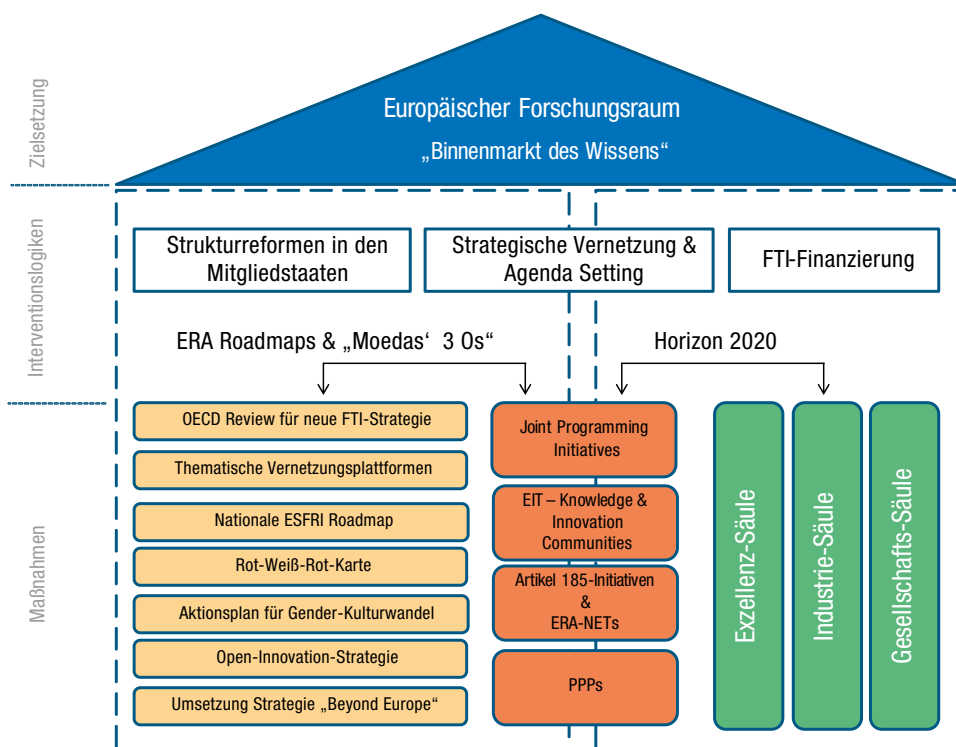 Zielsetzung
Europäischer Forschungsraum
„Binnenmarkt des Wissens“
Interventionslogiken
Strukturreformen in den
Mitgliedstaaten
Strategische Vernetzung &
Agenda Setting
FTI-Finanzierung
ERA Roadmaps & „Moedas‘ 3 Os“
Horizon 2020
Maßnahmen
OECD Review für neue FTI-Strategie
Thematische Vernetzungsplattformen
Nationale ESFRI Roadmap
Rot-Weiß-Rot-Karte
Aktionsplan für Gender-Kulturwandel
Open-Innovation-Strategie
Umsetzung Strategie „Beyond Europe“
Joint Programming
Initiatives
EIT – Knowledge &
Innovation
Communities
Artikel 185-Initiativen
&
ERA-NETs
PPPs
Exzellenz-Säule
Industrie-Säule
Gesellschafts-Säule